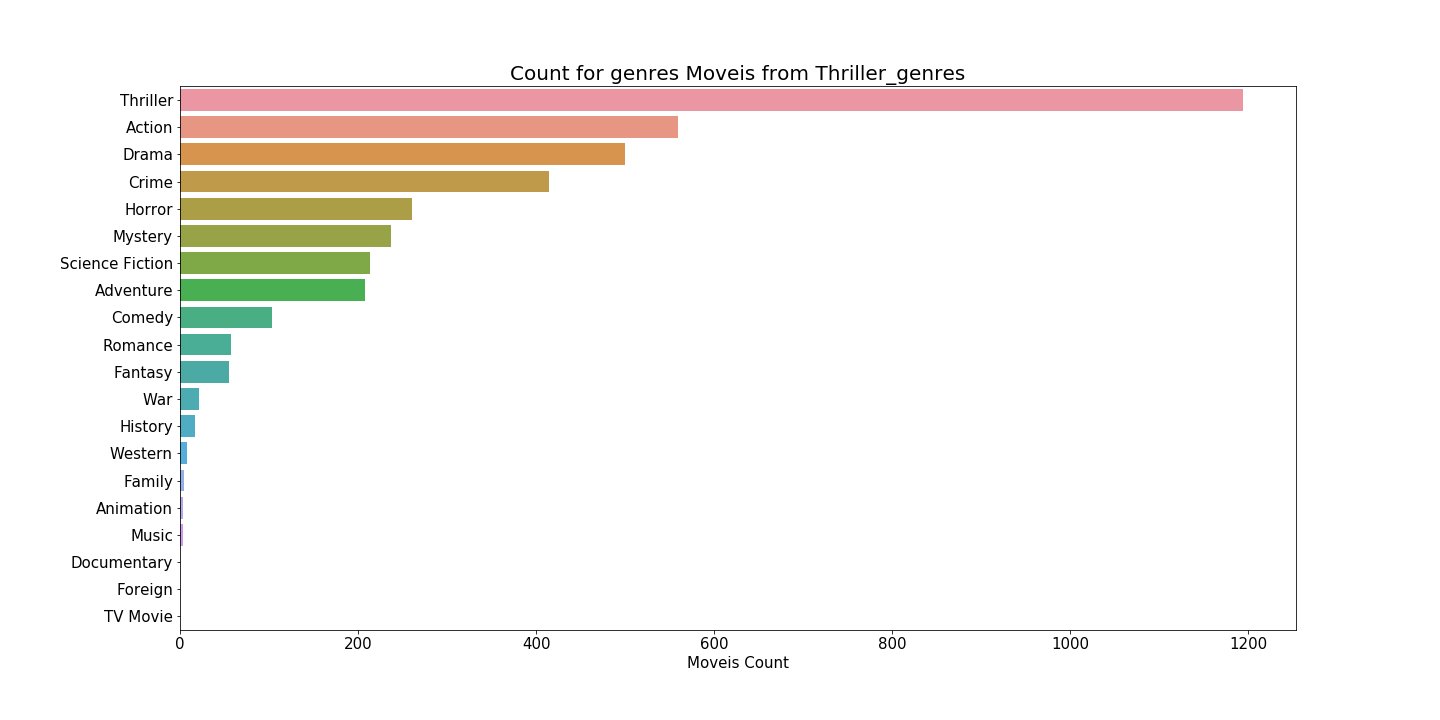 Count for genres Moveis from Thriller_genres
Thriller
Action
Drama
Crime
Horror
Mystery
Science Fiction
Adventure
Comedy
Romance
Fantasy
War
History
Western
Family
Animation
Music
Documentary
Foreign
TV Movie
0 200 400 600 800 1000 1200
Moveis Count